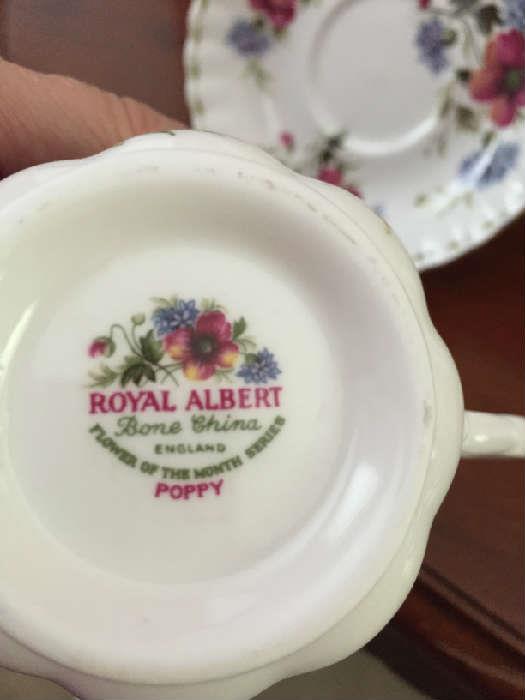 ROYAL ALBERT
Bone China
ENGLAND
FLOWER OF THE MONTH SERIES
POPPY